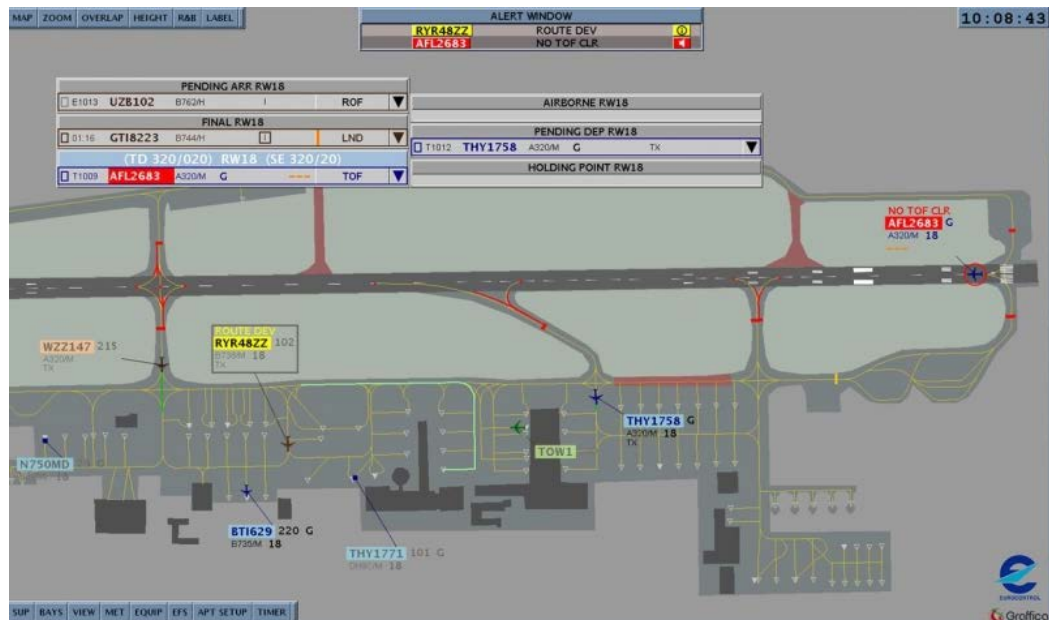 MAP ZOOM OVERLAP HEIGHT R&B LABEL
ALERT WINDOW
10:08:43
RYR48ZZ ROUTE DEV
AFL2683 NO TOF CLR
PENDING ARR RW18
E1013 UZB102 B762/H I ROF
FINAL RW18
01:16 GTI8223 B744/H I LND
(TD 320/020) RW18 (SE 320/20)
T1009 AFL2683 A320/M G --- TOF
AIRBORNE RW18
PENDING DEP RW18
T1012 THY1758 A320/M G TX
HOLDING POINT RW18
NO TOF CLR
AFL2683 G
A320/M 18
---
WZZ147 215
A320/M
TX
ROUTE DEV
RYR48ZZ 102
B738/M 18
TX
THY1758 G
A320/M 18
TX
TOW1
N750MD G
18
BTI629 220 G
B735/M 18
THY1771 101 G
18
EUROCONTROL
Graffica
SUP BAYS VIEW MET EQUIP EFS APT SETUP TIMER